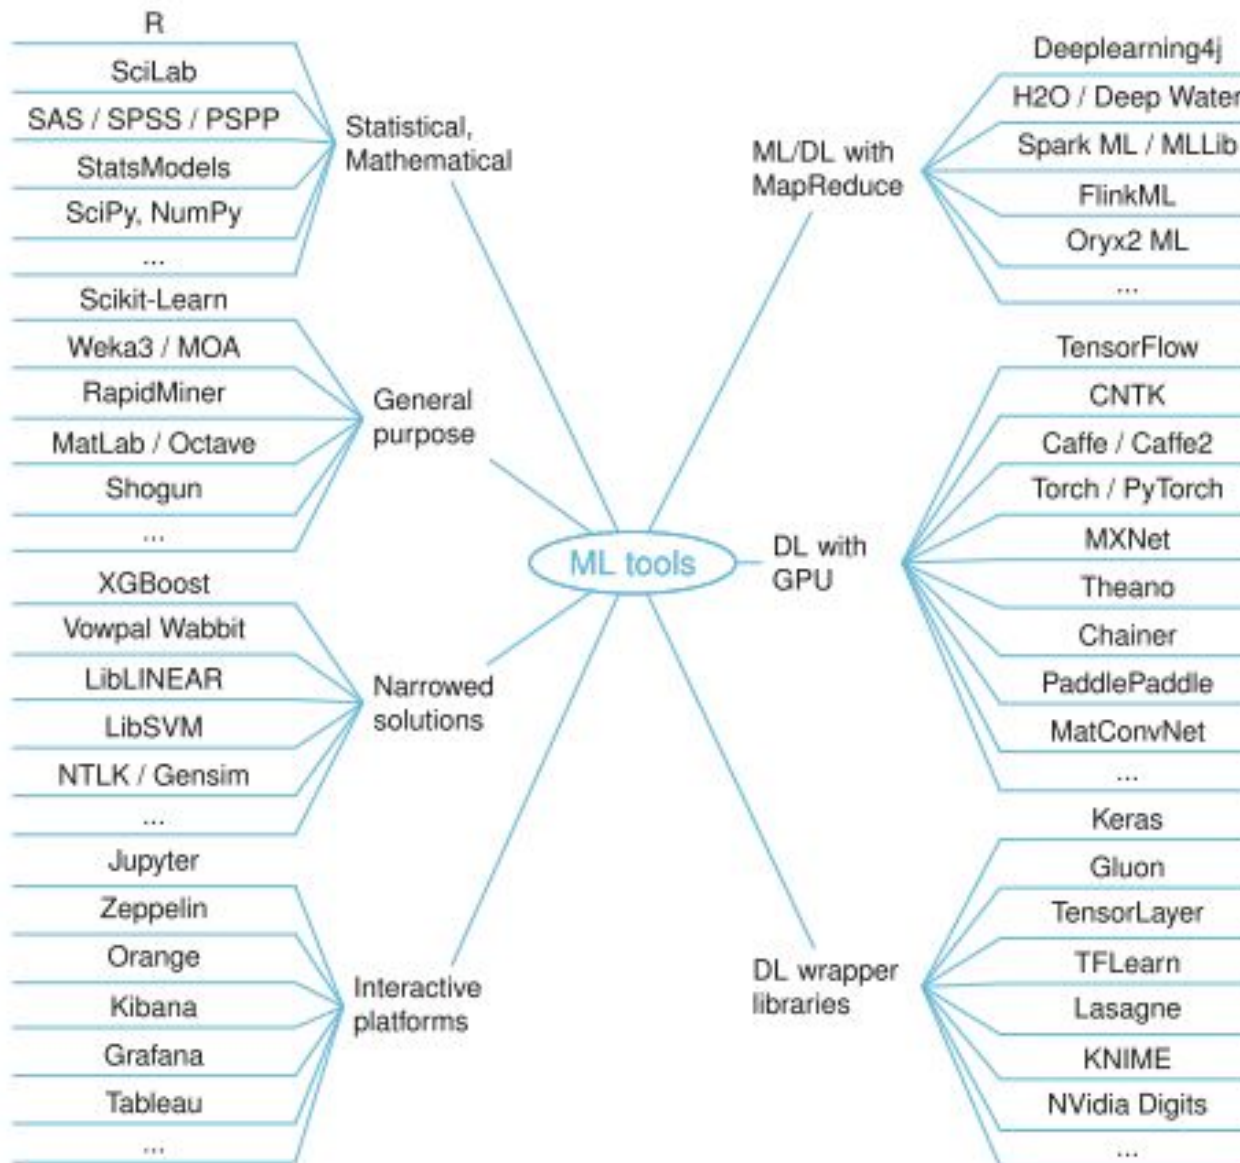 R
SciLab
SAS / SPSS / PSPP
StatsModels
SciPy, NumPy
...
Statistical,
Mathematical
Scikit-Learn
Weka3 / MOA
RapidMiner
MatLab / Octave
Shogun
...
General
purpose
XGBoost
Vowpal Wabbit
LibLINEAR
LibSVM
NTLK / Gensim
...
Narrowed
solutions
Jupyter
Zeppelin
Orange
Kibana
Grafana
Tableau
...
Interactive
platforms
ML tools
ML/DL with
MapReduce
Deeplearning4j
H2O / Deep Water
Spark ML / MLLib
FlinkML
Oryx2 ML
...
DL with
GPU
TensorFlow
CNTK
Caffe / Caffe2
Torch / PyTorch
MXNet
Theano
Chainer
PaddlePaddle
MatConvNet
...
DL wrapper
libraries
Keras
Gluon
TensorLayer
TFLearn
Lasagne
KNIME
NVidia Digits
...